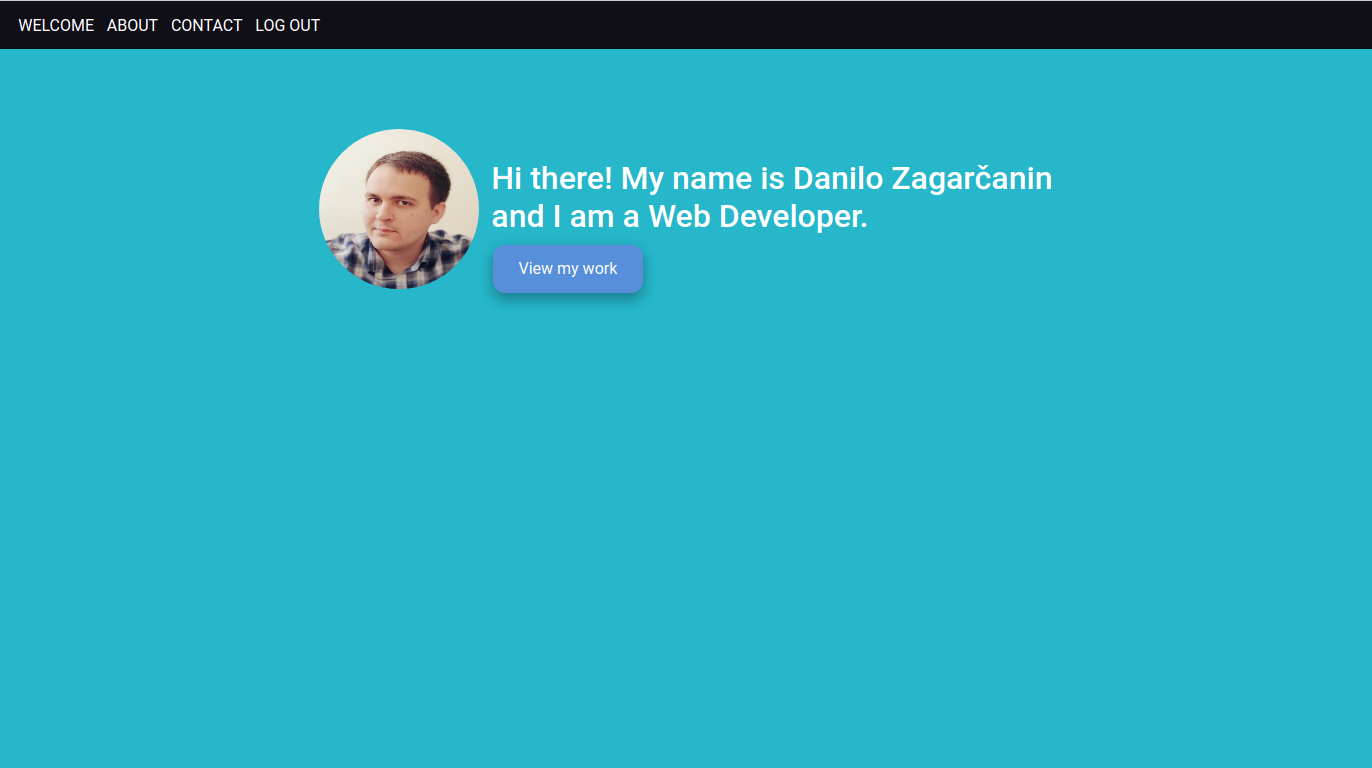 WELCOME ABOUT CONTACT LOG OUT
Hi there! My name is Danilo Zagarčanin
and I am a Web Developer.
View my work